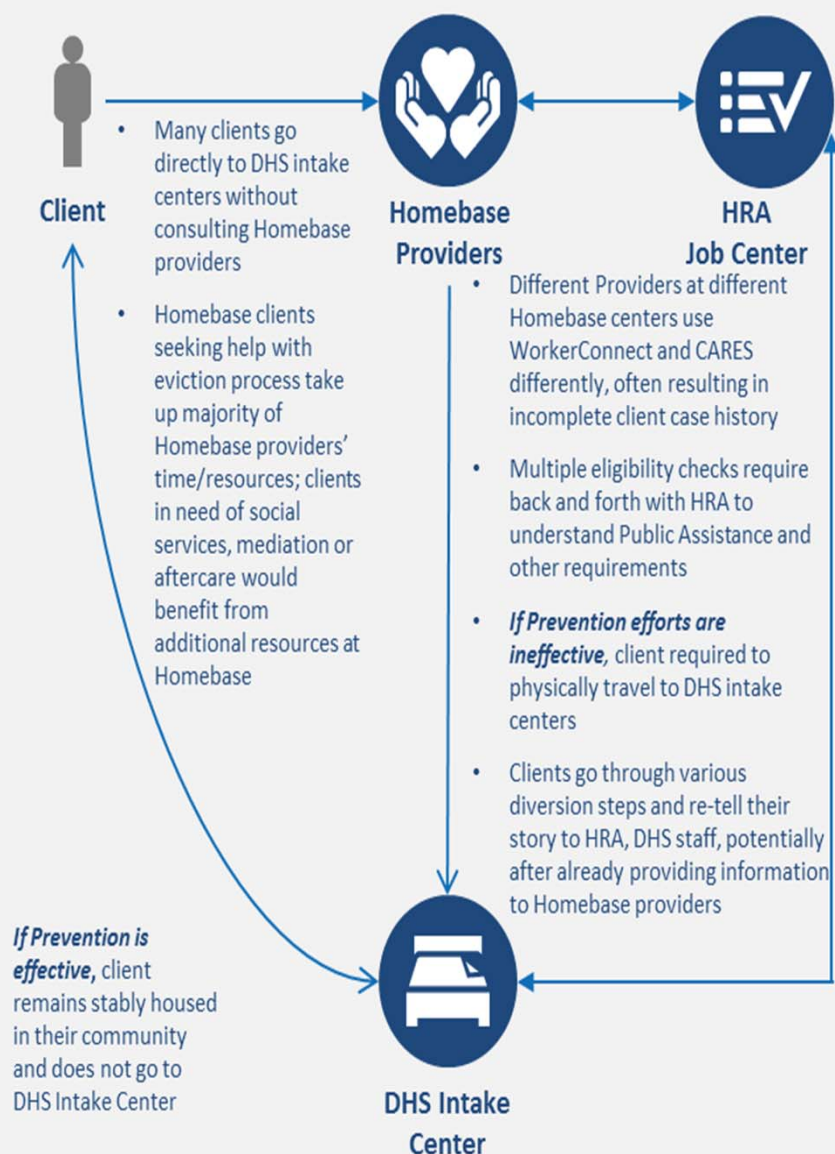 Client
Homebase
Providers
HRA
Job Center
• Many clients go
directly to DHS intake
centers without
consulting Homebase
providers
• Homebase clients
seeking help with
eviction process take
up majority of
Homebase providers’
time/resources; clients
in need of social
services, mediation or
aftercare would
benefit from
additional resources at
Homebase
• Different Providers at different
Homebase centers use
WorkerConnect and CARES
differently, often resulting in
incomplete client case history
• Multiple eligibility checks require
back and forth with HRA to
understand Public Assistance and
other requirements
• If Prevention efforts are
ineffective, client required to
physically travel to DHS intake
centers
• Clients go through various
diversion steps and re-tell their
story to HRA, DHS staff, potentially
after already providing information
to Homebase providers
If Prevention is
effective, client
remains stably housed
in their community
and does not go to
DHS Intake Center
DHS Intake
Center